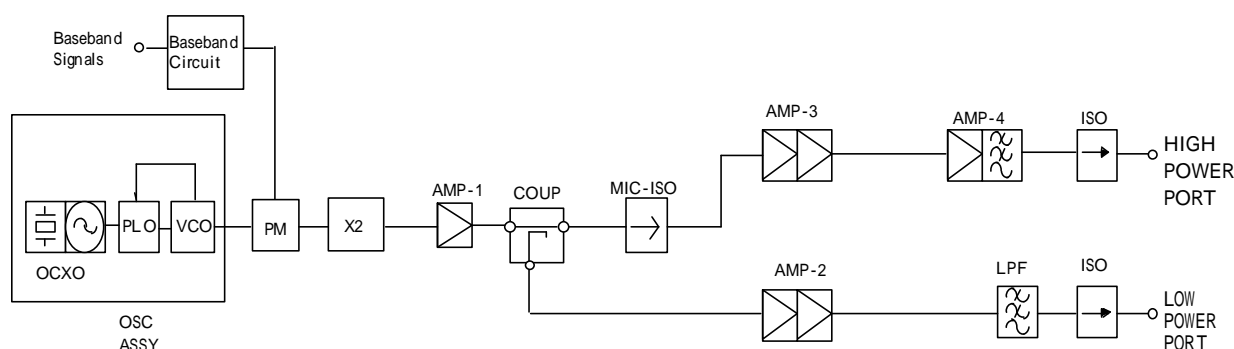 Baseband
Signals
Baseband
Circuit
OCXO
PLO
VCO
OSC
ASSY
PM
X2
AMP-1
COUP
MIC-ISO
AMP-3
AMP-4
ISO
HIGH
POWER
PORT
AMP-2
LPF
ISO
LOW
POWER
PORT